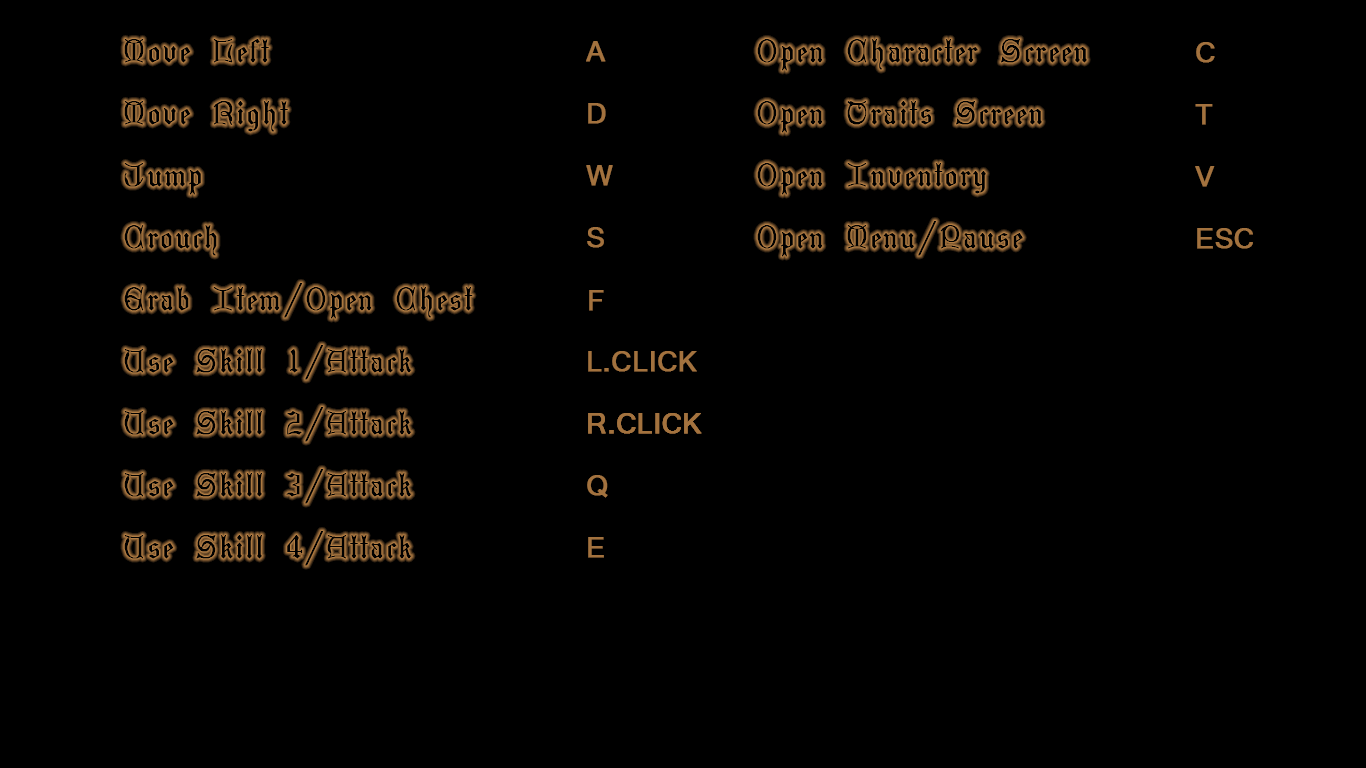 Move Left A
Move Right D
Jump W
Crouch S
Grab Item/Open Chest F
Use Skill 1/Attack L.CLICK
Use Skill 2/Attack R.CLICK
Use Skill 3/Attack Q
Use Skill 4/Attack E
Open Character Screen C
Open Traits Screen T
Open Inventory V
Open Menu/Pause ESC